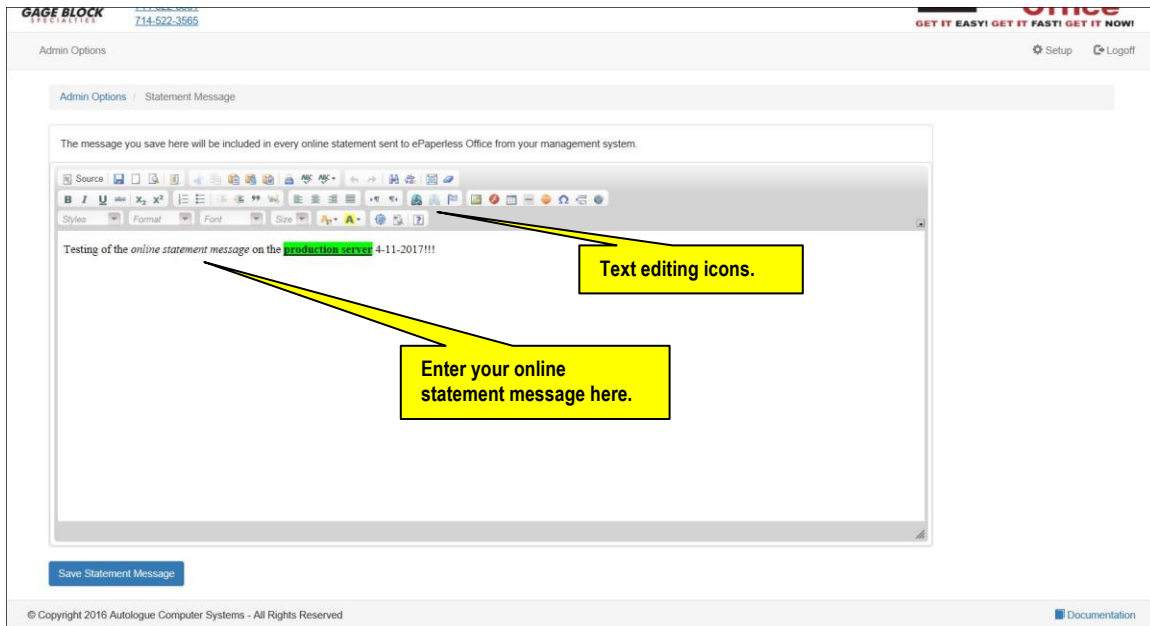 GAGE BLOCK
SPECIALTIES
714-522-3565
Office
GET IT EASY! GET IT FAST! GET IT NOW!
Admin Options
Setup
Logoff
Admin Options / Statement Message
The message you save here will be included in every online statement sent to ePaperless Office from your management system.
Source
B I U abc X₂ X²
Styles Format Font Size
Testing of the online statement message on the production server 4-11-2017!!!
Text editing icons.
Enter your online
statement message here.
Save Statement Message
© Copyright 2016 Autologue Computer Systems - All Rights Reserved
Documentation